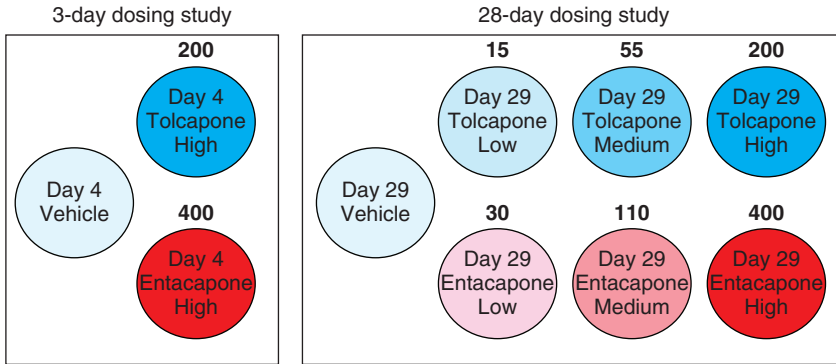 3-day dosing study
200
Day 4
Tolcapone
High
Day 4
Vehicle
400
Day 4
Entacapone
High
28-day dosing study
15
55
200
Day 29
Tolcapone
Low
Day 29
Tolcapone
Medium
Day 29
Tolcapone
High
Day 29
Vehicle
30
110
400
Day 29
Entacapone
Low
Day 29
Entacapone
Medium
Day 29
Entacapone
High